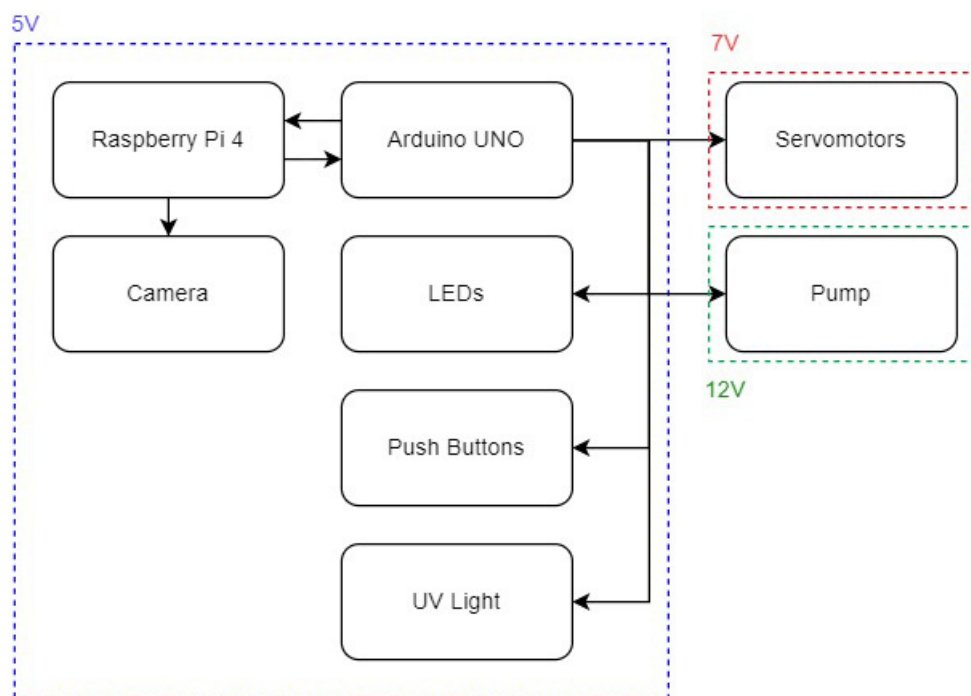 5V
7V
Raspberry Pi 4
Arduino UNO
Servomotors
Camera
LEDs
Pump
12V
Push Buttons
UV Light